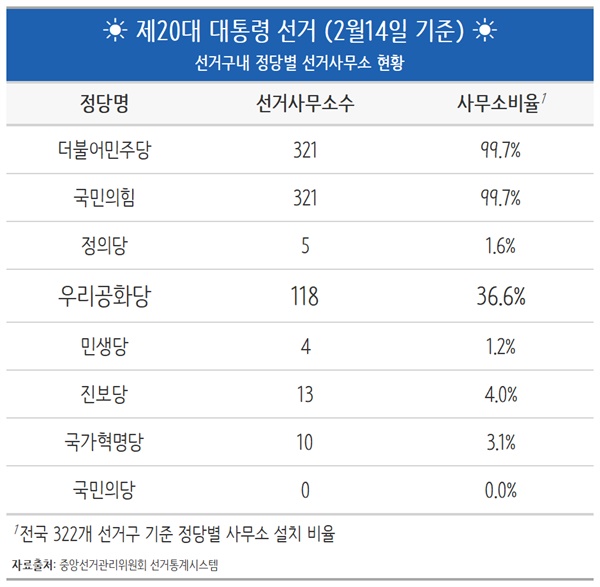 제20대 대통령 선거 (2월14일 기준)
선거구내 정당별 선거사무소 현황
정당명 선거사무소수 사무소비율¹
더불어민주당 321 99.7%
국민의힘 321 99.7%
정의당 5 1.6%
우리공화당 118 36.6%
민생당 4 1.2%
진보당 13 4.0%
국가혁명당 10 3.1%
국민의당 0 0.0%
¹전국 322개 선거구 기준 정당별 사무소 설치 비율
자료출처: 중앙선거관리위원회 선거통계시스템